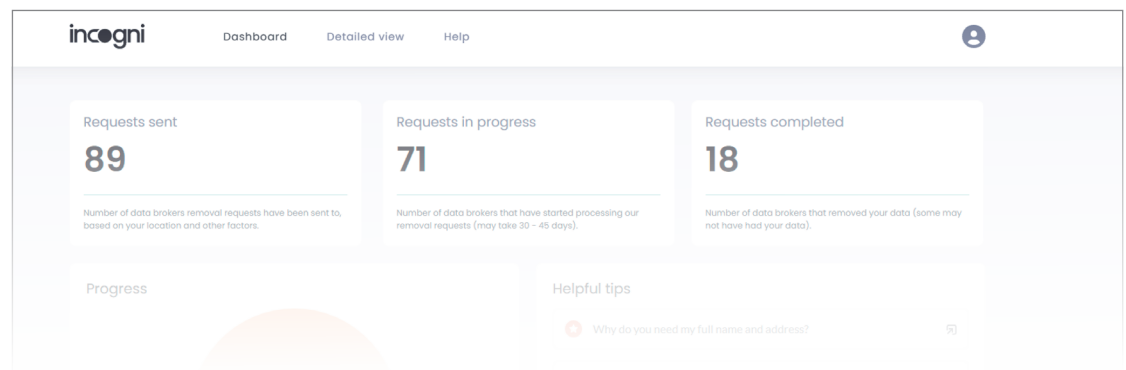 incogni
Dashboard
Detailed view
Help
Requests sent
89
Number of data brokers removal requests have been sent to,
based on your location and other factors.
Requests in progress
71
Number of data brokers that have started processing our
removal requests (may take 30 - 45 days).
Requests completed
18
Number of data brokers that removed your data (some may
not have had your data).
Progress
Helpful tips
Why do you need my full name and address?